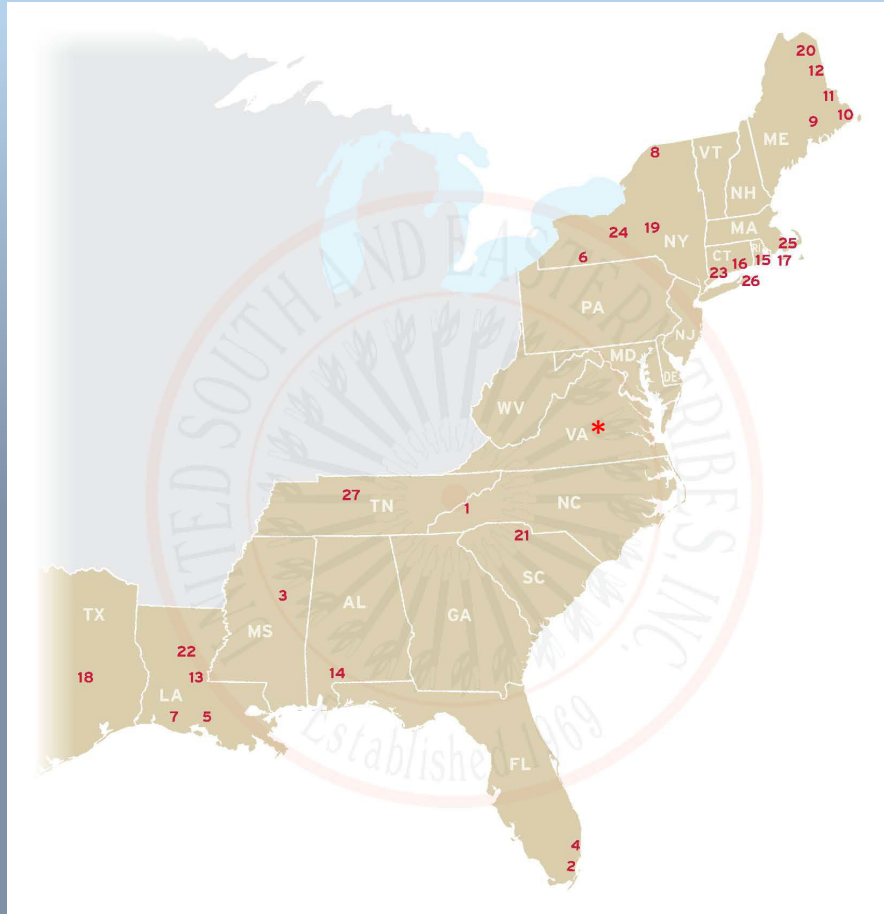 20
12
11
10
9
ME
8
VT
NH
24
19
NY
MA
25
6
CT
RI
16
15
17
23
26
PA
NJ
MD
DE
WV
VA *
27
TN
1
NC
21
SC
3
AL
MS
GA
TX
22
18
13
14
LA
7
5
FL
4
2
UNITED SOUTH AND EASTERN TRIBES, INC.
Established 1969